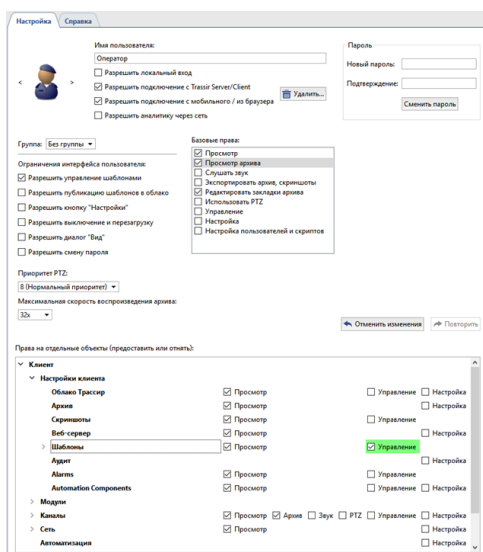 Настройка Справка
Имя пользователя:
Оператор
Разрешить локальный вход
Разрешить подключение с Trassir Server/Client
Разрешить подключение с мобильного / из браузера
Разрешить аналитику через сеть
Удалить...
Пароль
Новый пароль:
Подтверждение:
Сменить пароль
Группа: Без группы
Ограничения интерфейса пользователя:
Разрешить управление шаблонами
Разрешить публикацию шаблонов в облако
Разрешить кнопку "Настройки"
Разрешить выключение и перезагрузку
Разрешить диалог "Вид"
Разрешить смену пароля
Базовые права:
Просмотр
Просмотр архива
Слушать звук
Экспортировать архив, скриншоты
Редактировать закладки архива
Использовать PTZ
Управление
Настройка
Настройка пользователей и скриптов
Приоритет PTZ:
8 (Нормальный приоритет)
Максимальная скорость воспроизведения архива:
32x
Отменить изменения Повторить
Права на отдельные объекты (предоставить или отнять):
Клиент
Настройки клиента
Облако Трассир Просмотр Управление Настройка
Архив Просмотр Настройка
Скриншоты Просмотр Управление
Веб-сервер Просмотр Настройка
Шаблоны Просмотр Управление
Аудит Настройка
Alarms Просмотр Управление
Automation Components Просмотр Управление Настройка
Модули
Каналы Просмотр Архив Звук PTZ Управление Настройка
Сеть Просмотр Настройка
Автоматизация Настройка